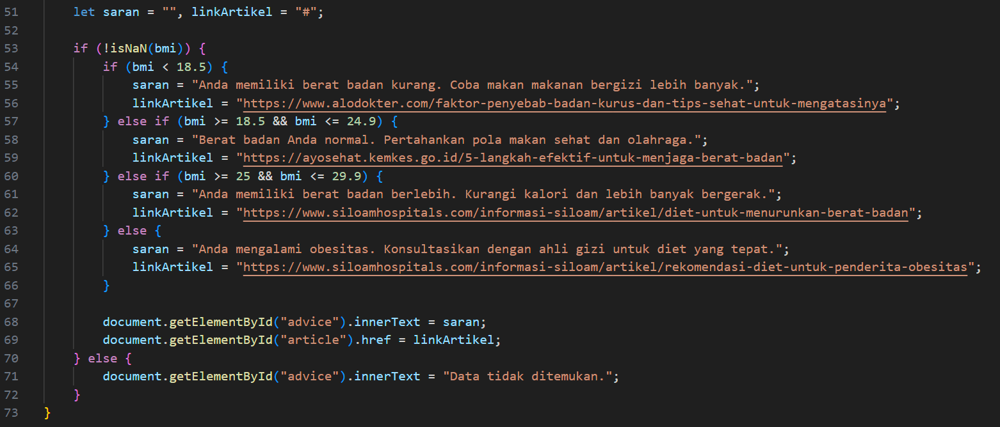 51 let saran = "", linkArtikel = "#";
52
53 if (!isNaN(bmi)) {
54 if (bmi < 18.5) {
55 saran = "Anda memiliki berat badan kurang. Coba makan makanan bergizi lebih banyak.";
56 linkArtikel = "https://www.alodokter.com/faktor-penyebab-badan-kurus-dan-tips-sehat-untuk-mengatasinya";
57 } else if (bmi >= 18.5 && bmi <= 24.9) {
58 saran = "Berat badan Anda normal. Pertahankan pola makan sehat dan olahraga.";
59 linkArtikel = "https://ayosehat.kemkes.go.id/5-langkah-efektif-untuk-menjaga-berat-badan";
60 } else if (bmi >= 25 && bmi <= 29.9) {
61 saran = "Anda memiliki berat badan berlebih. Kurangi kalori dan lebih banyak bergerak.";
62 linkArtikel = "https://www.siloamhospitals.com/informasi-siloam/artikel/diet-untuk-menurunkan-berat-badan";
63 } else {
64 saran = "Anda mengalami obesitas. Konsultasikan dengan ahli gizi untuk diet yang tepat.";
65 linkArtikel = "https://www.siloamhospitals.com/informasi-siloam/artikel/rekomendasi-diet-untuk-penderita-obesitas";
66 }
67
68 document.getElementById("advice").innerText = saran;
69 document.getElementById("article").href = linkArtikel;
70 } else {
71 document.getElementById("advice").innerText = "Data tidak ditemukan.";
72 }
73 }